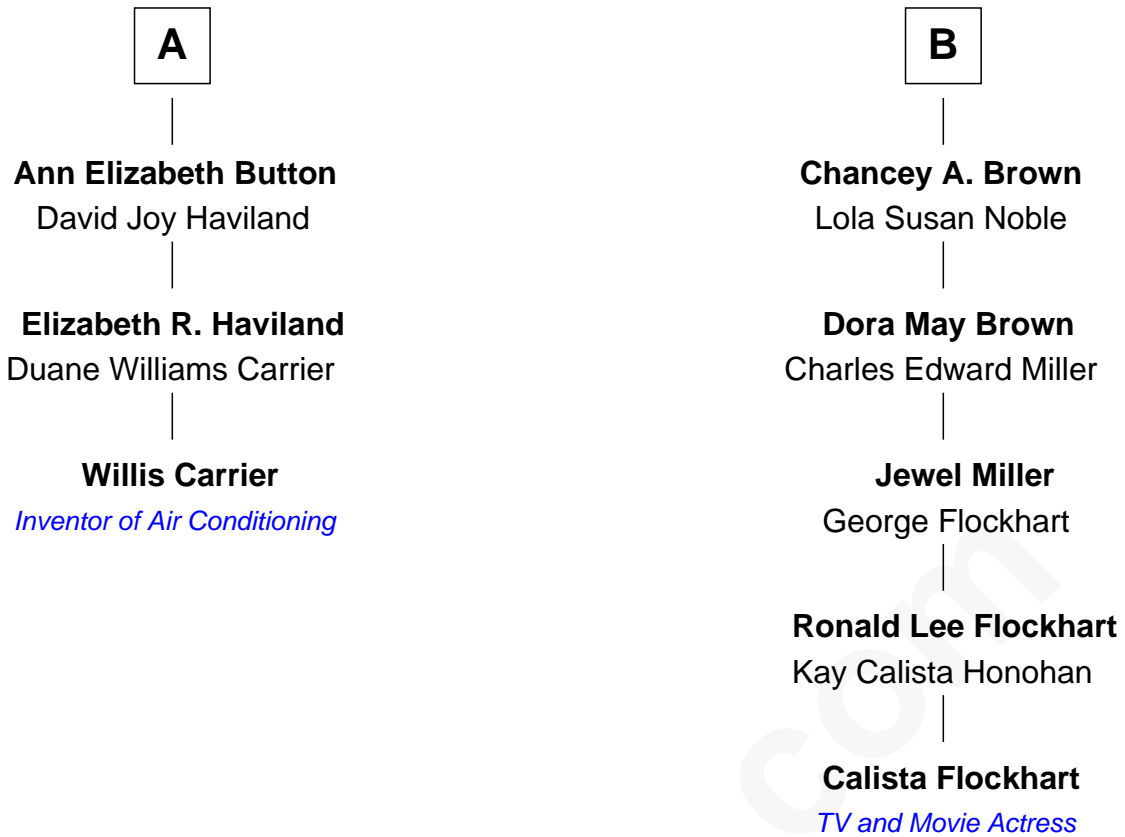 A
Ann Elizabeth Button
David Joy Haviland
Elizabeth R. Haviland
Duane Williams Carrier
Willis Carrier
Inventor of Air Conditioning
B
Chancey A. Brown
Lola Susan Noble
Dora May Brown
Charles Edward Miller
Jewel Miller
George Flockhart
Ronald Lee Flockhart
Kay Calista Honohan
Calista Flockhart
TV and Movie Actress
com